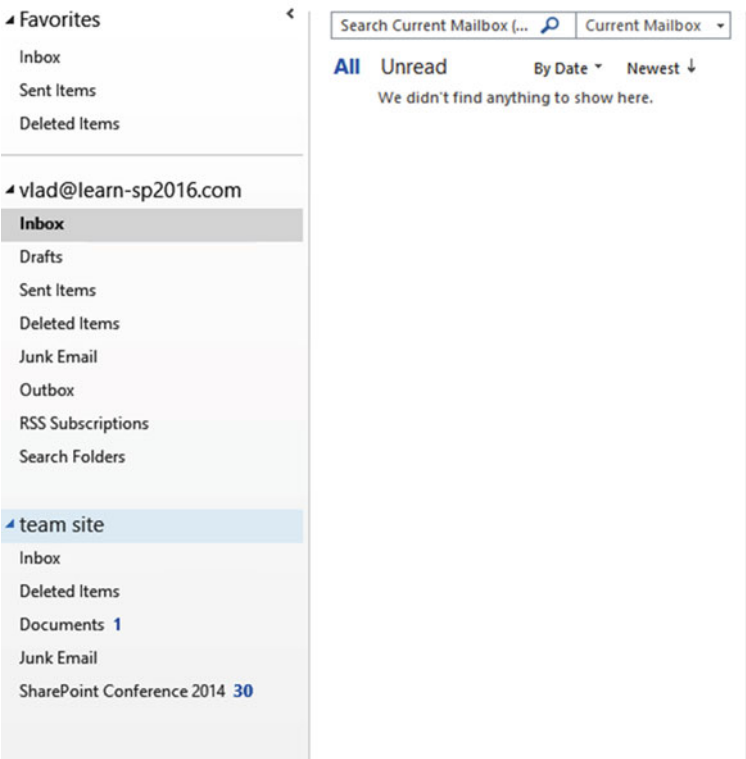 Favorites
Inbox
Sent Items
Deleted Items
vlad@learn-sp2016.com
Inbox
Drafts
Sent Items
Deleted Items
Junk Email
Outbox
RSS Subscriptions
Search Folders
team site
Inbox
Deleted Items
Documents 1
Junk Email
SharePoint Conference 2014 30
Search Current Mailbox (... Current Mailbox
All Unread By Date Newest ↓
We didn't find anything to show here.